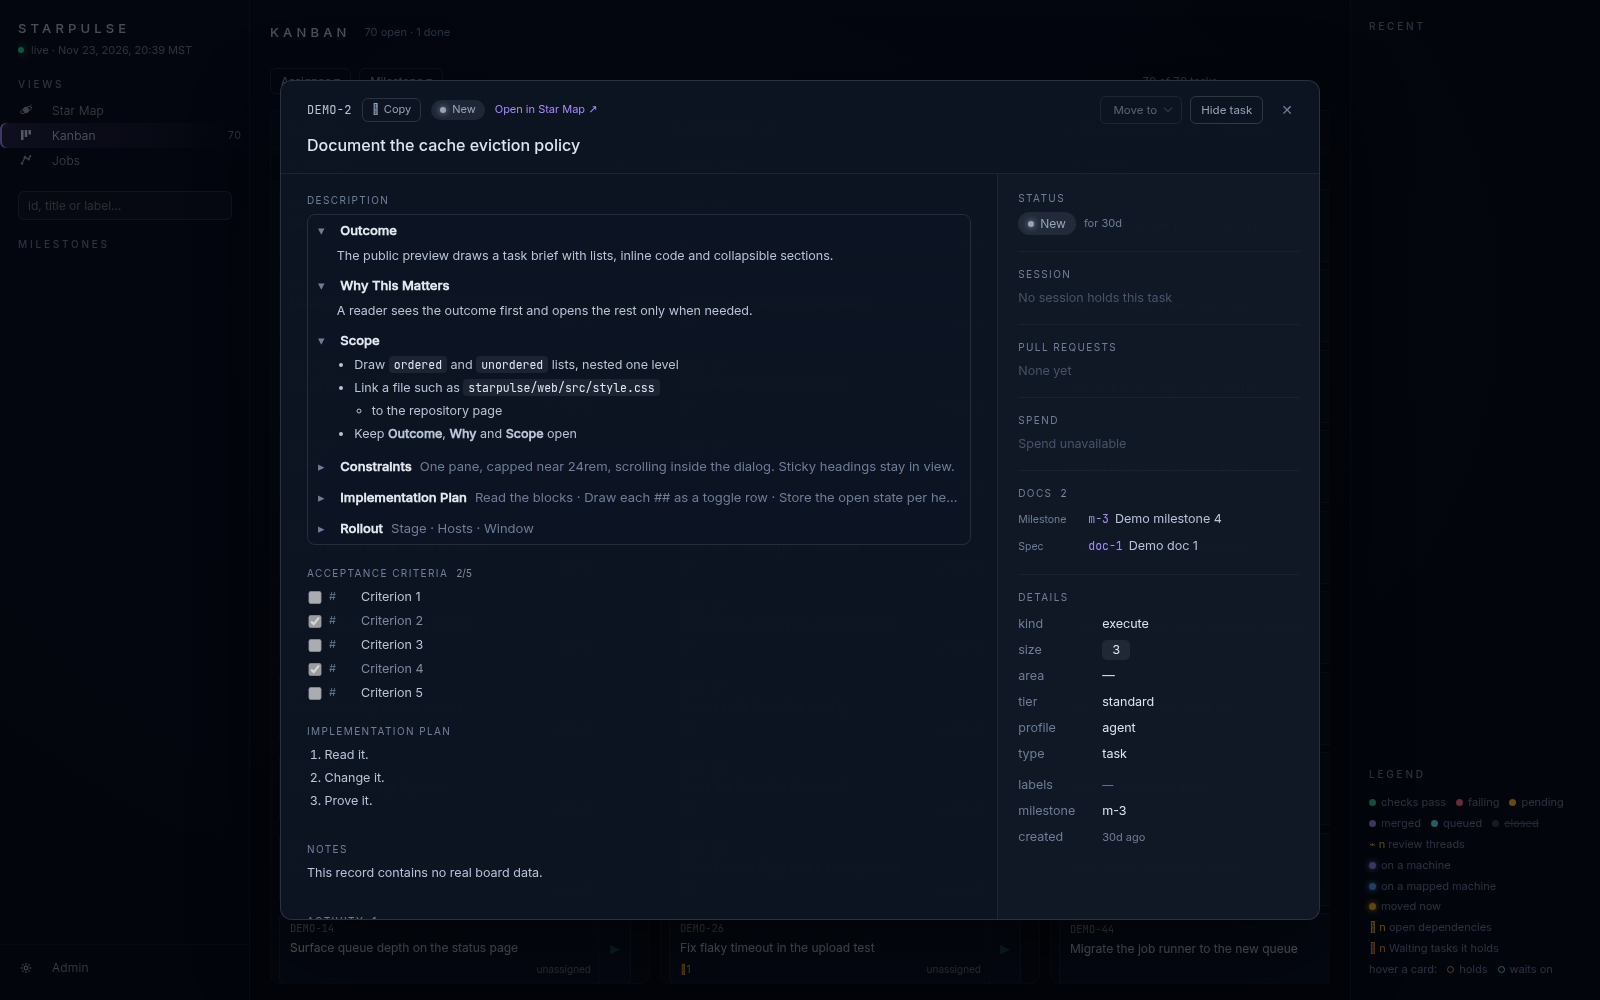 STARPULSE
live · Nov 23, 2026, 20:39 MST
VIEWS
Star Map
Kanban 70
Jobs
id, title or label...
MILESTONES
Admin
KANBAN 70 open · 1 done
DEMO-2 Copy New Open in Star Map ↗ Move to Hide task ✕
Document the cache eviction policy
DESCRIPTION
▾ Outcome
The public preview draws a task brief with lists, inline code and collapsible sections.
▾ Why This Matters
A reader sees the outcome first and opens the rest only when needed.
▾ Scope
• Draw ordered and unordered lists, nested one level
• Link a file such as starpulse/web/src/style.css
◦ to the repository page
• Keep Outcome, Why and Scope open
▸ Constraints One pane, capped near 24rem, scrolling inside the dialog. Sticky headings stay in view.
▸ Implementation Plan Read the blocks · Draw each ## as a toggle row · Store the open state per he...
▸ Rollout Stage · Hosts · Window
ACCEPTANCE CRITERIA 2/5
# Criterion 1
# Criterion 2
# Criterion 3
# Criterion 4
# Criterion 5
IMPLEMENTATION PLAN
1. Read it.
2. Change it.
3. Prove it.
NOTES
This record contains no real board data.
STATUS
New for 30d
SESSION
No session holds this task
PULL REQUESTS
None yet
SPEND
Spend unavailable
DOCS 2
Milestone m-3 Demo milestone 4
Spec doc-1 Demo doc 1
DETAILS
kind execute
size 3
area —
tier standard
profile agent
type task
labels —
milestone m-3
created 30d ago
DEMO-14
Surface queue depth on the status page
unassigned
DEMO-26
Fix flaky timeout in the upload test
1 unassigned
DEMO-44
Migrate the job runner to the new queue
RECENT
LEGEND
checks pass failing pending
merged queued closed
n review threads
on a machine
on a mapped machine
moved now
n open dependencies
n Waiting tasks it holds
hover a card: holds waits on